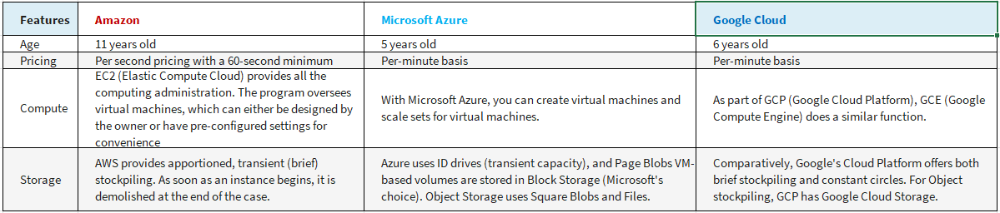 Features Amazon Microsoft Azure Google Cloud
Age 11 years old 5 years old 6 years old
Pricing Per second pricing with a 60-second minimum Per-minute basis Per-minute basis
Compute
EC2 (Elastic Compute Cloud) provides all the
computing administration. The program oversees
virtual machines, which can either be designed by
the owner or have pre-configured settings for
convenience
With Microsoft Azure, you can create virtual machines and
scale sets for virtual machines.
As part of GCP (Google Cloud Platform), GCE (Google
Compute Engine) does a similar function.
Storage
AWS provides apportioned, transient (brief)
stockpiling. As soon as an instance begins, it is
demolished at the end of the case.
Azure uses ID drives (transient capacity), and Page Blobs VM-
based volumes are stored in Block Storage (Microsoft's
choice). Object Storage uses Square Blobs and Files.
Comparatively, Google's Cloud Platform offers both
brief stockpiling and constant circles. For Object
stockpiling, GCP has Google Cloud Storage.